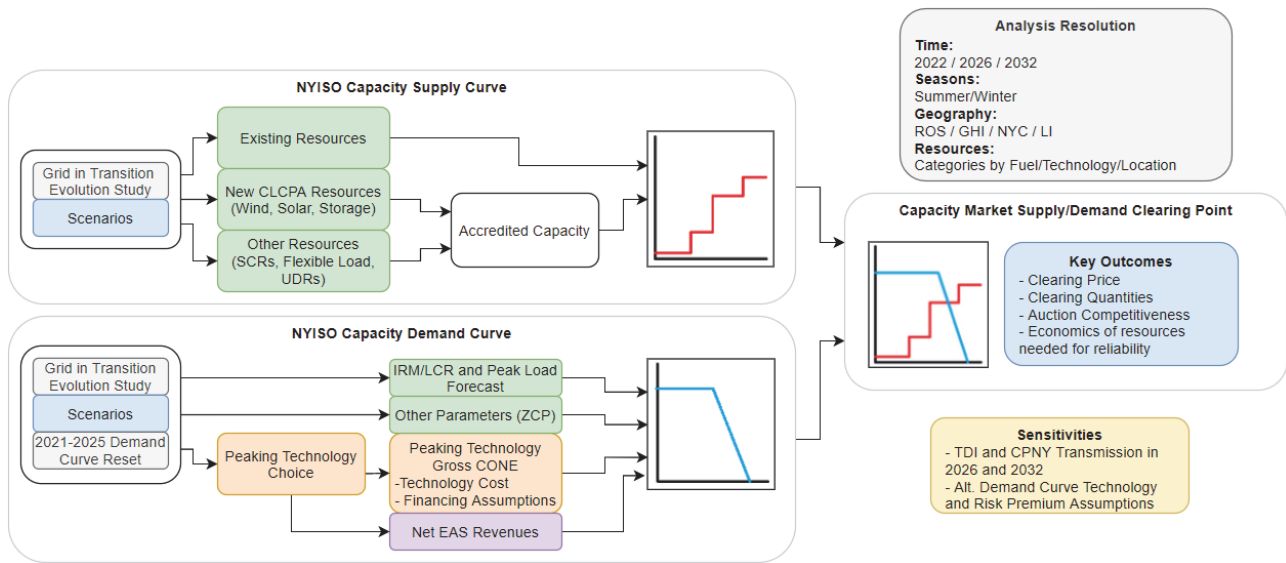 NYISO Capacity Supply Curve
Grid in Transition
Evolution Study
Scenarios
Existing Resources
New CLCPA Resources
(Wind, Solar, Storage)
Other Resources
(SCRs, Flexible Load,
UDRs)
Accredited Capacity
NYISO Capacity Demand Curve
Grid in Transition
Evolution Study
Scenarios
2021-2025 Demand
Curve Reset
Peaking Technology
Choice
IRM/LCR and Peak Load
Forecast
Other Parameters (ZCP)
Peaking Technology
Gross CONE
-Technology Cost
- Financing Assumptions
Net EAS Revenues
Analysis Resolution
Time:
2022 / 2026 / 2032
Seasons:
Summer/Winter
Geography:
ROS / GHI / NYC / LI
Resources:
Categories by Fuel/Technology/Location
Capacity Market Supply/Demand Clearing Point
Key Outcomes
- Clearing Price
- Clearing Quantities
- Auction Competitiveness
- Economics of resources
needed for reliability
Sensitivities
- TDI and CPNY Transmission in
2026 and 2032
- Alt. Demand Curve Technology
and Risk Premium Assumptions